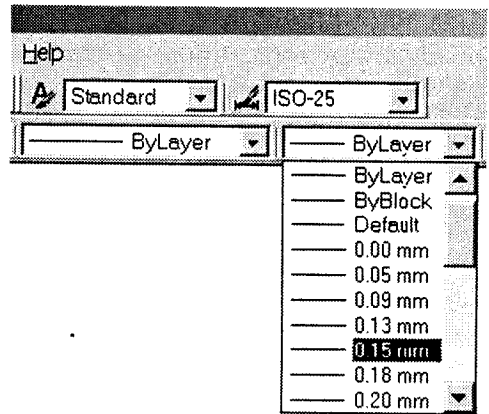 Help
Standard ISO-25
ByLayer ByLayer
ByLayer
ByBlock
Default
0.00 mm
0.05 mm
0.09 mm
0.13 mm
0.15 mm
0.18 mm
0.20 mm